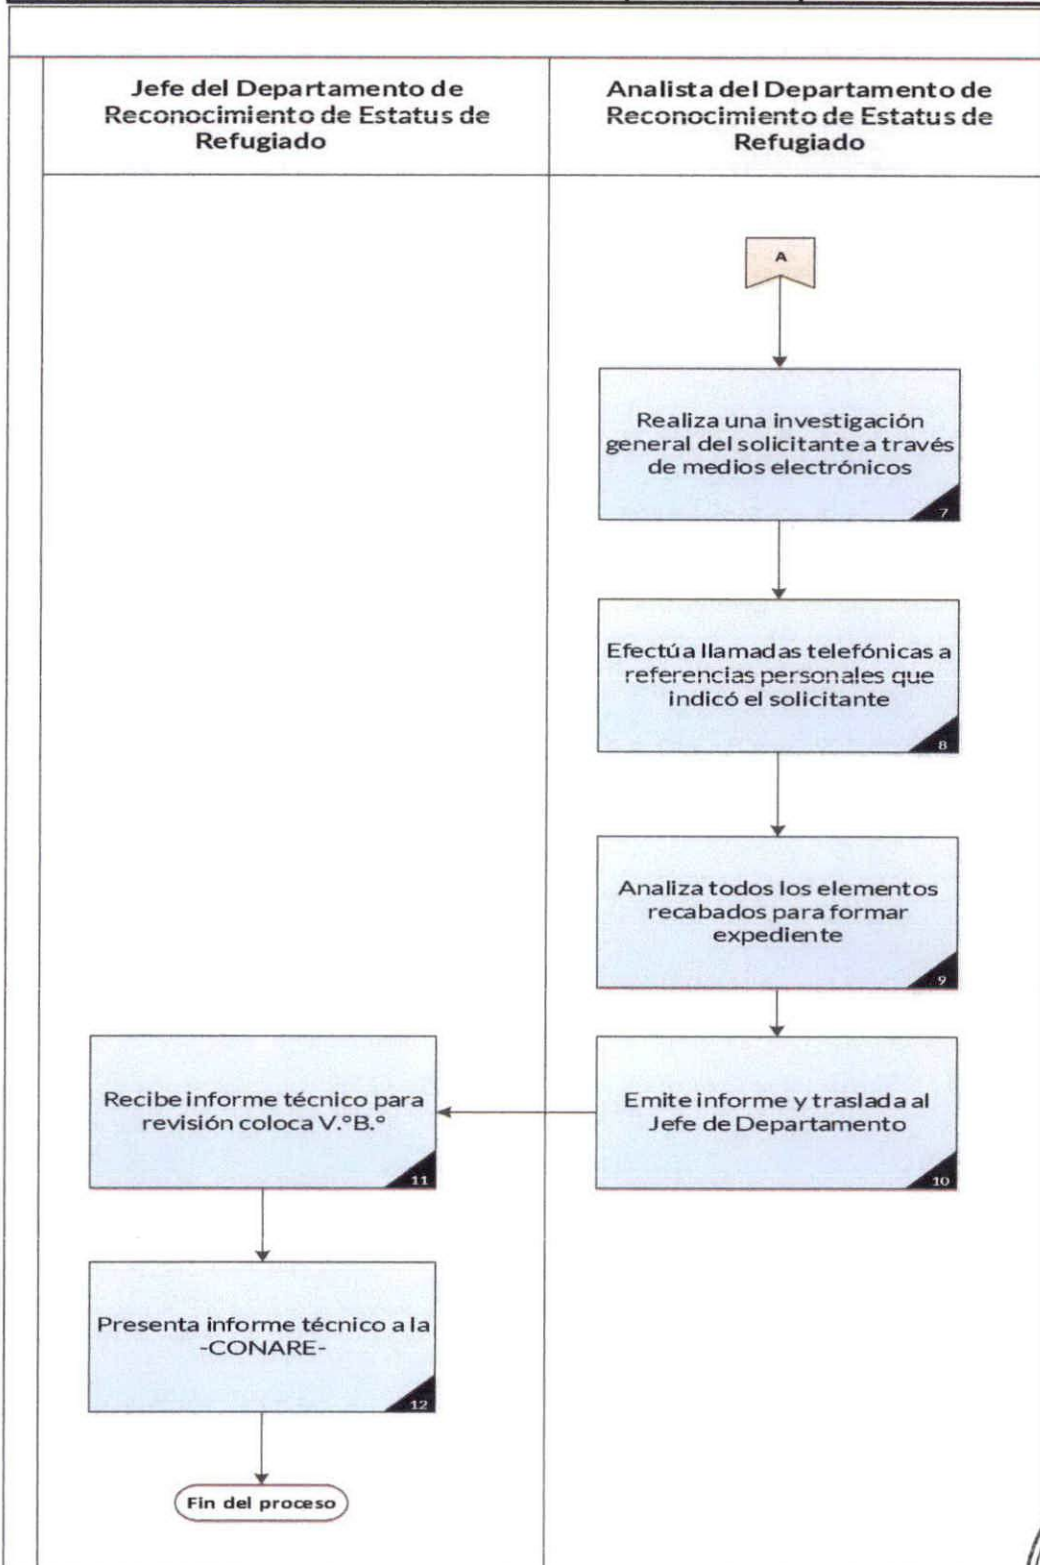 Jefe del Departamento de
Reconocimiento de Estatus de
Refugiado
Analista del Departamento de
Reconocimiento de Estatus de
Refugiado
A
Realiza una investigación
general del solicitante a través
de medios electrónicos
7
Efectúa llamadas telefónicas a
referencias personales que
indicó el solicitante
8
Analiza todos los elementos
recabados para formar
expediente
9
Emite informe y traslada al
Jefe de Departamento
10
Recibe informe técnico para
revisión coloca V.°B.°
11
Presenta informe técnico a la
-CONARE-
12
Fin del proceso